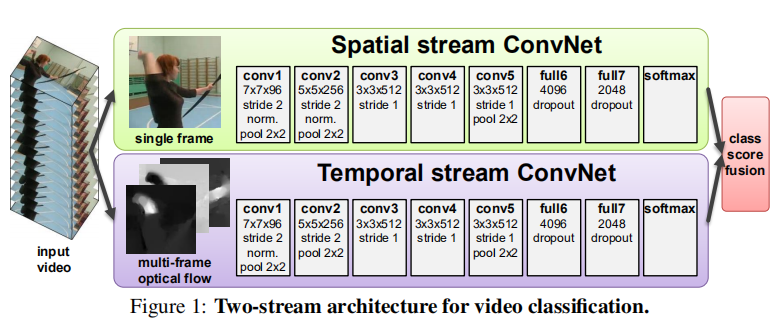 Spatial stream ConvNet
conv1
7x7x96
stride 2
norm.
pool 2x2
conv2
5x5x256
stride 2
norm.
pool 2x2
conv3
3x3x512
stride 1
conv4
3x3x512
stride 1
conv5
3x3x512
stride 1
pool 2x2
full6
4096
dropout
full7
2048
dropout
softmax
single frame
Temporal stream ConvNet
conv1
7x7x96
stride 2
norm.
pool 2x2
conv2
5x5x256
stride 2
pool 2x2
conv3
3x3x512
stride 1
conv4
3x3x512
stride 1
conv5
3x3x512
stride 1
pool 2x2
full6
4096
dropout
full7
2048
dropout
softmax
multi-frame
optical flow
input
video
class
score
fusion
Figure 1: Two-stream architecture for video classification.